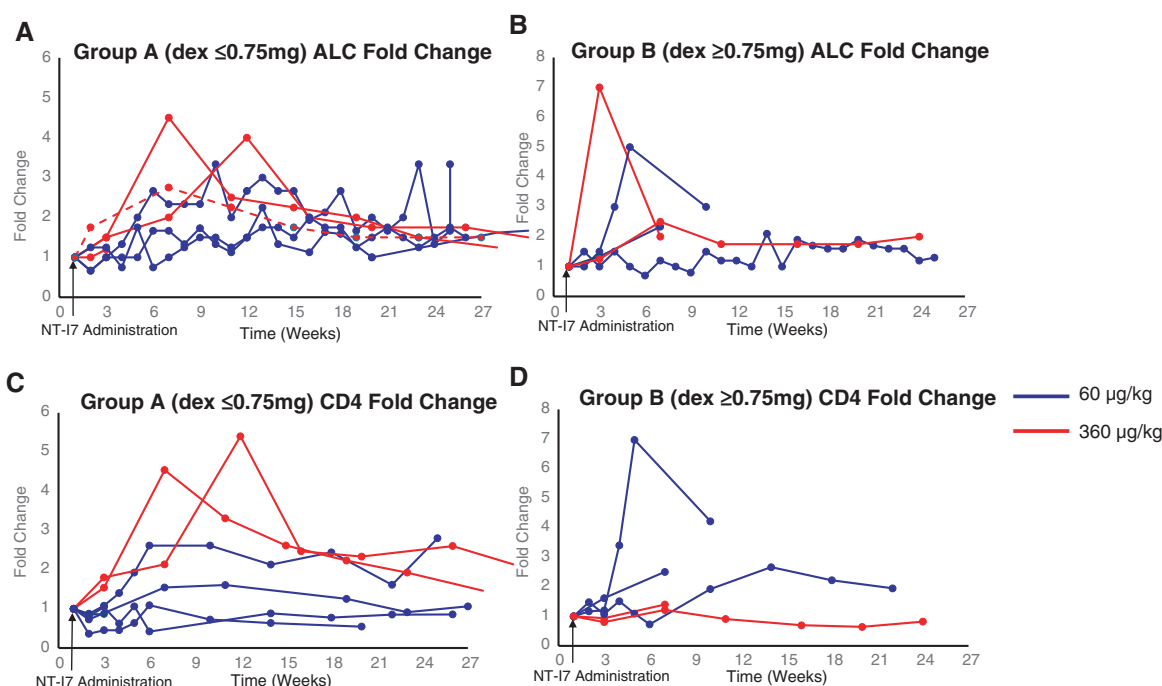 A
Group A (dex ≤0.75mg) ALC Fold Change
6
5
4
3
2
1
0
Fold Change
0 3 6 9 12 15 18 21 24 27
NT-I7 Administration
Time (Weeks)
B
Group B (dex ≥0.75mg) ALC Fold Change
8
7
6
5
4
3
2
1
0
Fold Change
0 3 6 9 12 15 18 21 24 27
NT-I7 Administration
Time (Weeks)
C
Group A (dex ≤0.75mg) CD4 Fold Change
6
5
4
3
2
1
0
Fold Change
0 3 6 9 12 15 18 21 24 27
NT-I7 Administration
Time (Weeks)
D
Group B (dex ≥0.75mg) CD4 Fold Change
8
7
6
5
4
3
2
1
0
Fold Change
0 3 6 9 12 15 18 21 24 27
NT-I7 Administration
Time (Weeks)
60 µg/kg
360 µg/kg